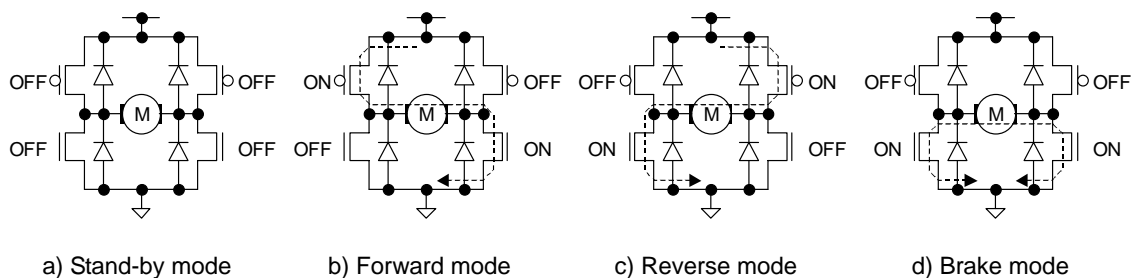 OFF OFF ON OFF OFF ON OFF OFF
M M M M
OFF OFF OFF ON ON OFF ON ON
a) Stand-by mode b) Forward mode c) Reverse mode d) Brake mode